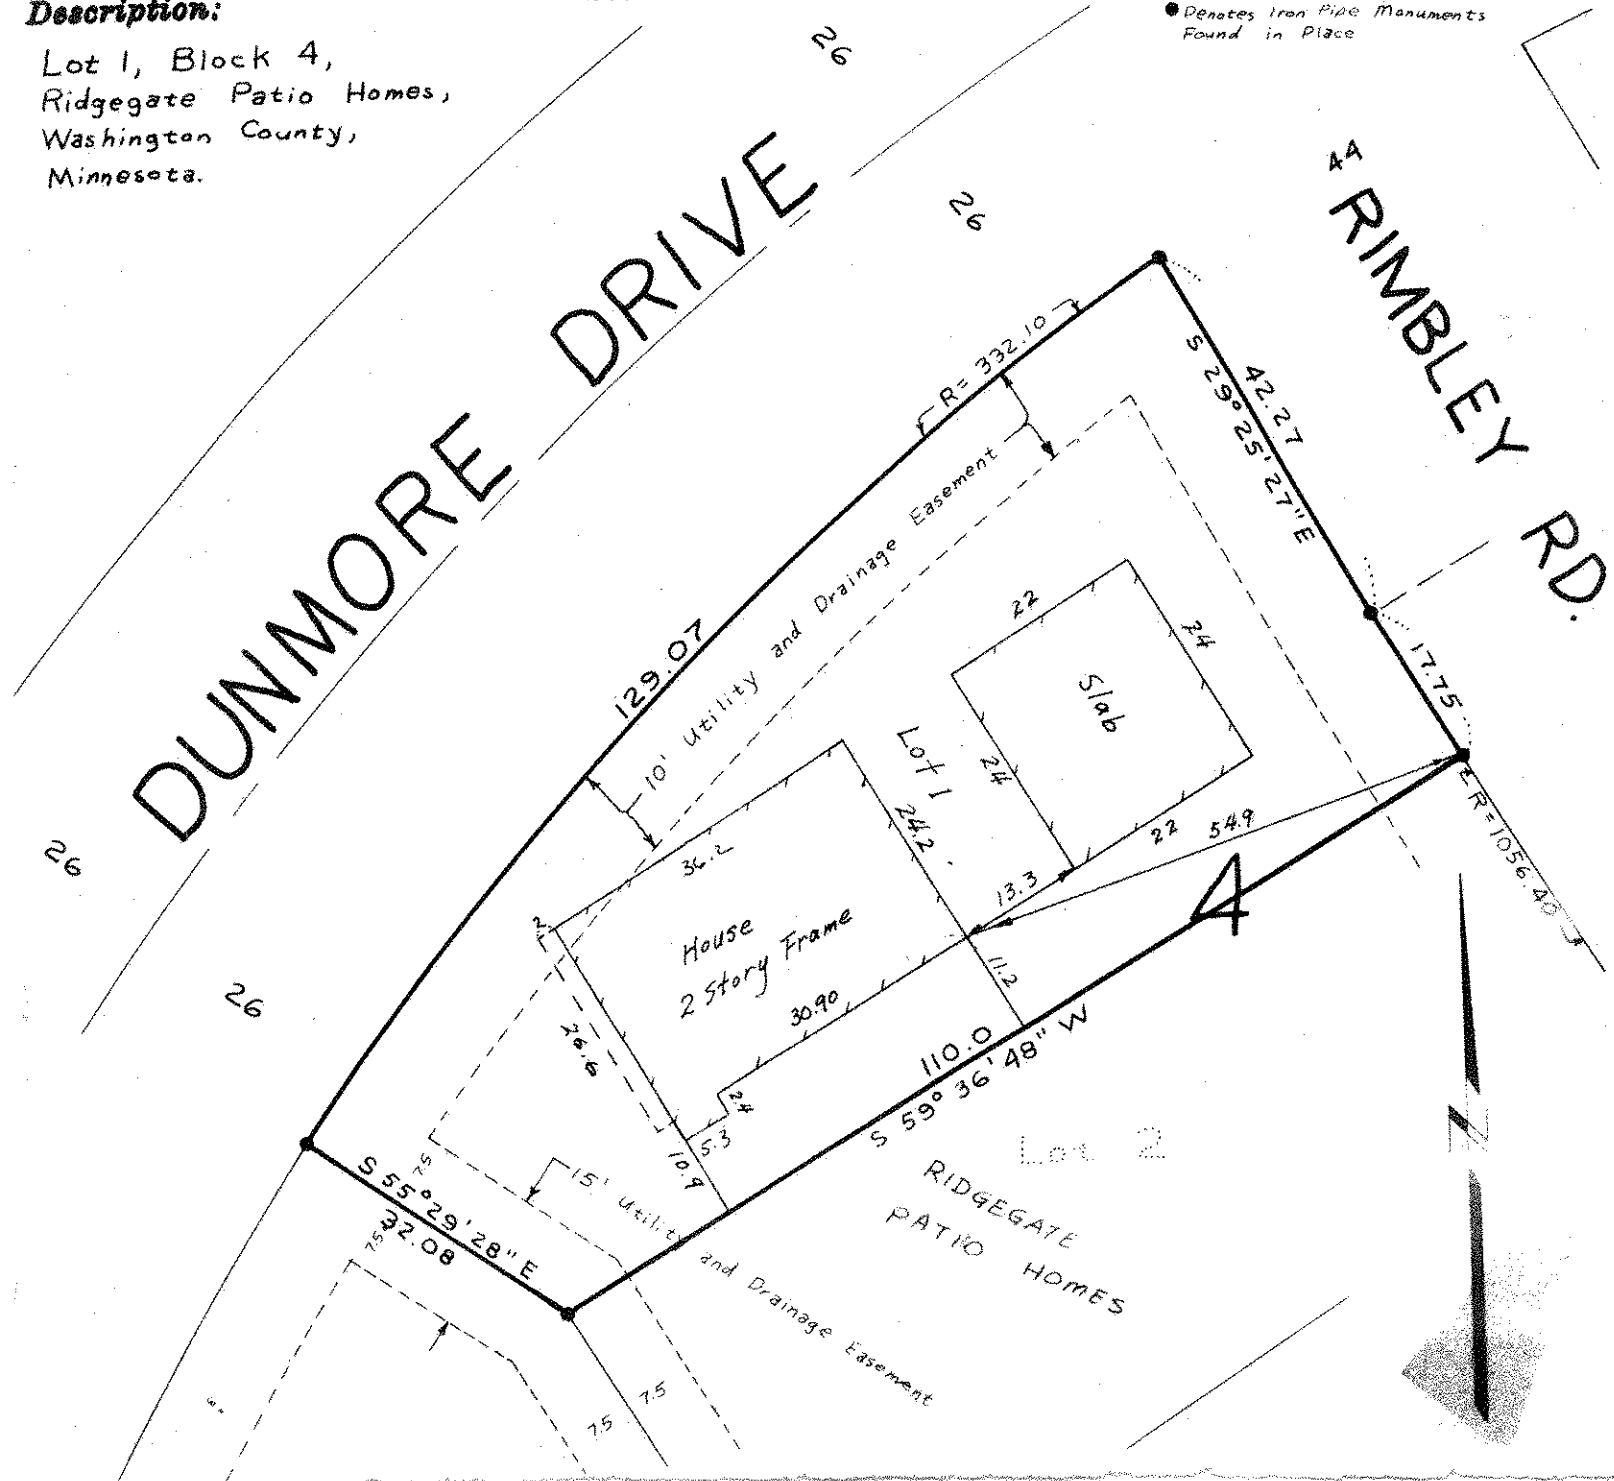 Description:
Lot 1, Block 4,
Ridgegate Patio Homes,
Washington County,
Minnesota.
● Denotes Iron Pipe Monuments
Found in Place
26
26
44
RIMBLEY RD.
DUNMORE DRIVE
R= 332.10
42.27
S 29° 25' 27" E
17.75
129.07
10' Utility and Drainage Easement
22
24
Slab
24
22
Lot 1
54.9
R=1056.40
36.2
24.2
13.3
4
House
2 Story Frame
2
30.90
11.2
26
26
26.6
2.4
5.3
10.9
110.0
S 59° 36' 48" W
N
7.5
S 55° 29' 28" E
32.08
7.5
15' Utility and Drainage Easement
Lot 2
RIDGEGATE
PATIO HOMES
7.5
7.5